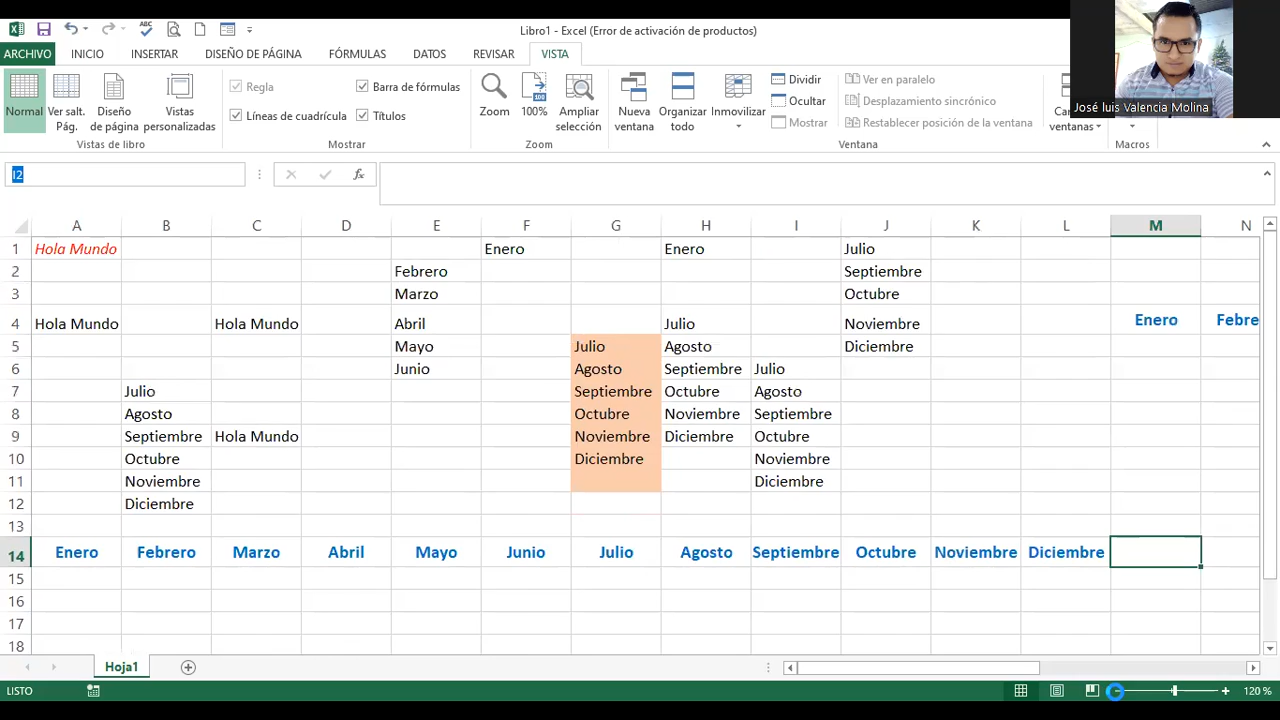 Libro1 - Excel (Error de activación de productos)
ARCHIVO INICIO INSERTAR DISEÑO DE PÁGINA FÓRMULAS DATOS REVISAR VISTA
José luis Valencia Molina
Normal
Ver salt. Pág.
Diseño de página
Vistas personalizadas
Vistas de libro
Regla
Barra de fórmulas
Líneas de cuadrícula
Títulos
Mostrar
Zoom
100%
Ampliar selección
Zoom
Nueva ventana
Organizar todo
Inmovilizar
Dividir
Ocultar
Mostrar
Ver en paralelo
Desplazamiento sincrónico
Restablecer posición de la ventana
ventanas
Ventana
Macros
I2
fx
A B C D E F G H I J K L M N
1 Hola Mundo Enero Enero Julio
2 Febrero Septiembre
3 Marzo Octubre
4 Hola Mundo Hola Mundo Abril Julio Noviembre Enero Febre
5 Mayo Julio Agosto Diciembre
6 Junio Agosto Septiembre Julio
7 Julio Septiembre Octubre Agosto
8 Agosto Octubre Noviembre Septiembre
9 Septiembre Hola Mundo Noviembre Diciembre Octubre
10 Octubre Diciembre Noviembre
11 Noviembre Diciembre
12 Diciembre
13
14 Enero Febrero Marzo Abril Mayo Junio Julio Agosto Septiembre Octubre Noviembre Diciembre
15
16
17
18
Hoja1
LISTO
120 %